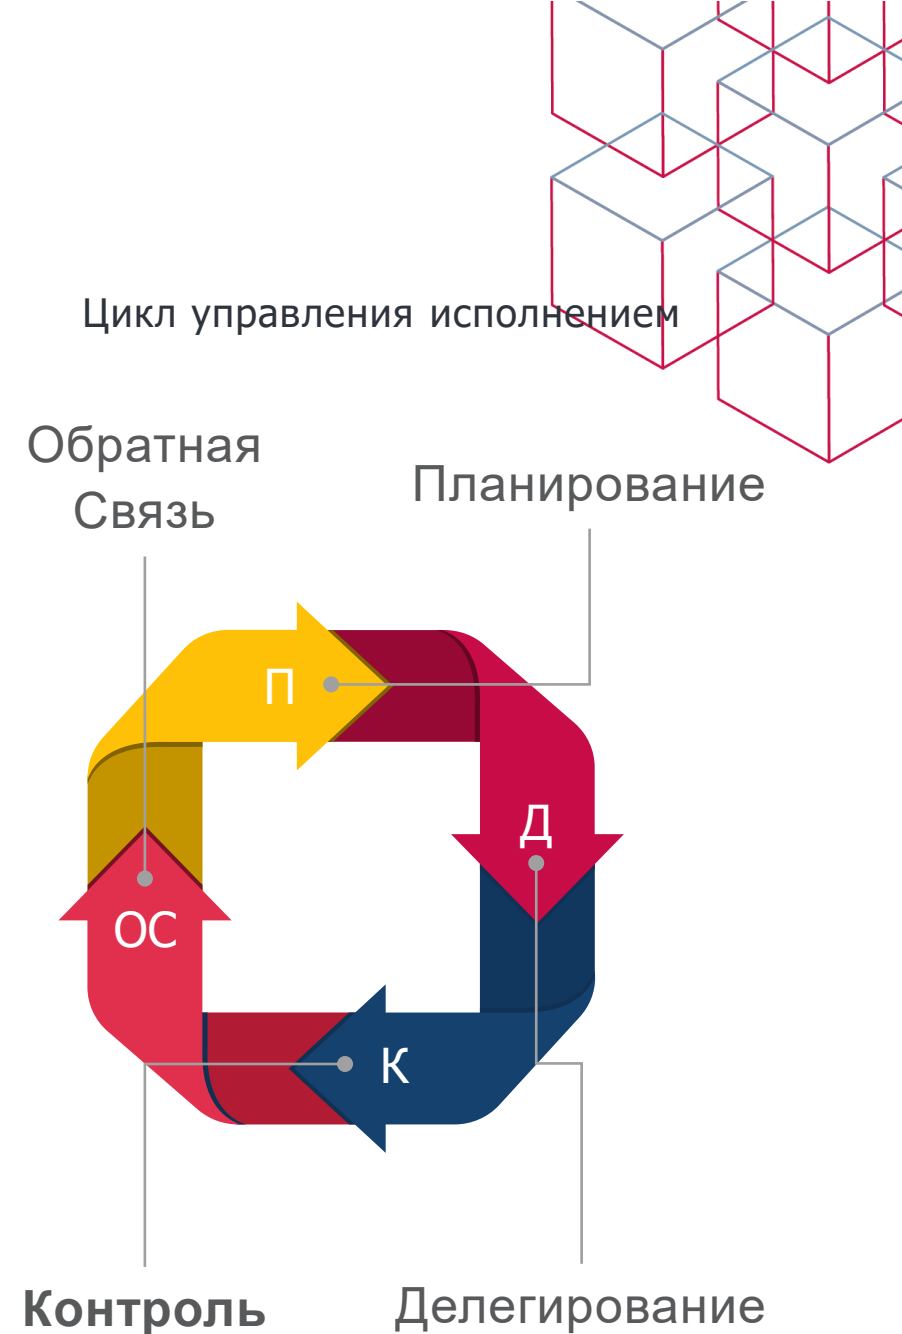 Цикл управления исполнением
Обратная
Связь
Планирование
П
Д
ОС
К
Контроль
Делегирование